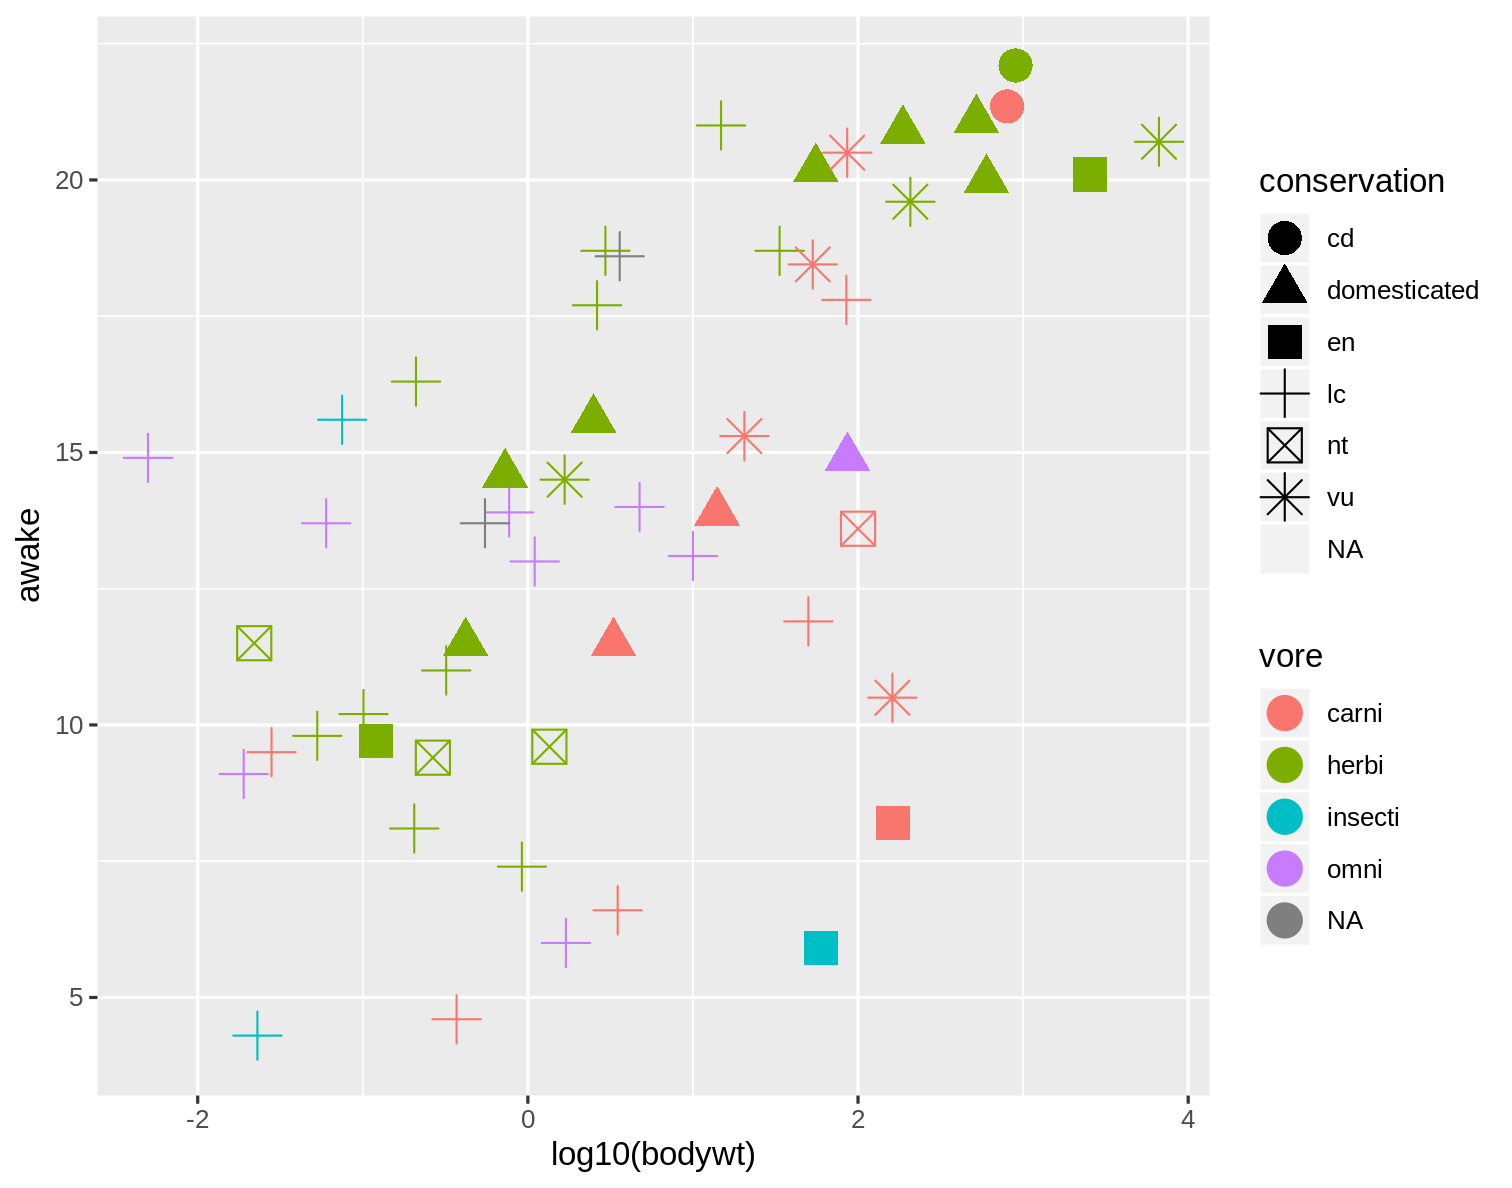 20
15
10
5
awake
-2
0
2
4
log10(bodywt)
conservation
cd
domesticated
en
lc
nt
vu
NA
vore
carni
herbi
insecti
omni
NA